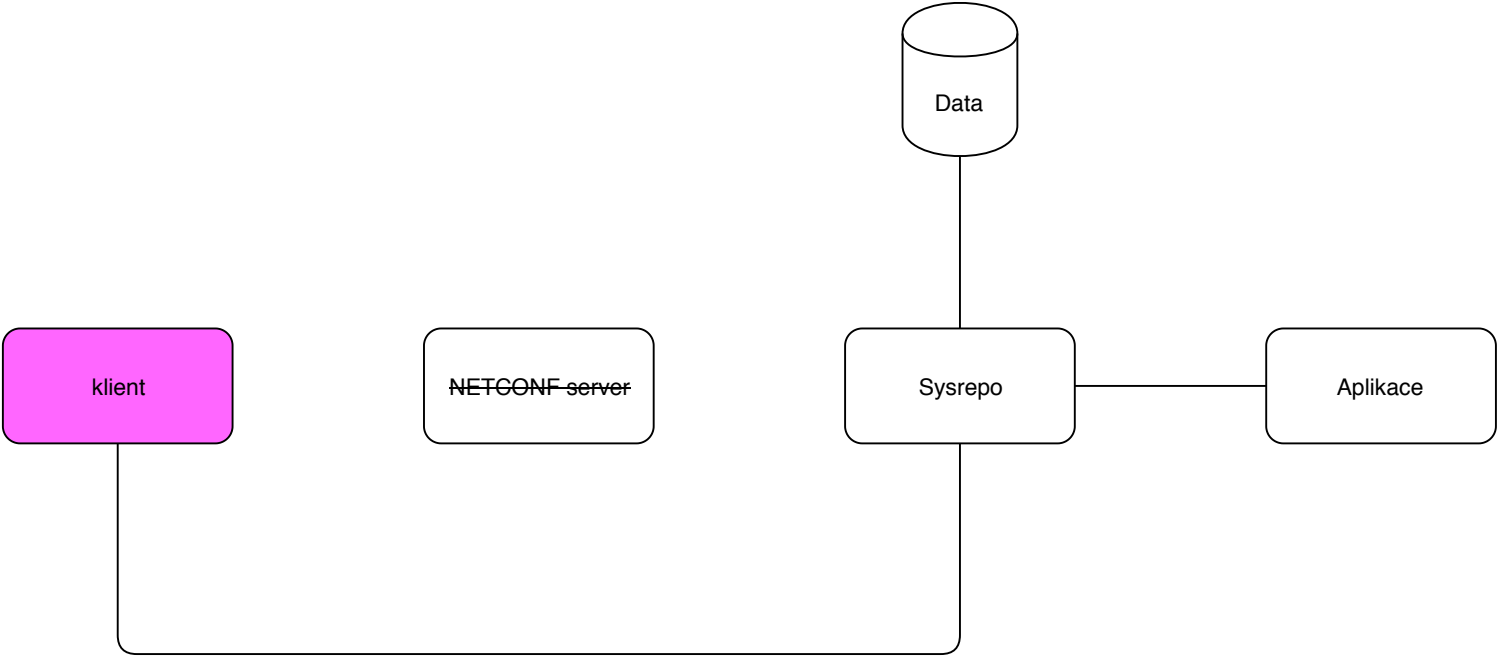 Data
klient
NETCONF server
Sysrepo
Aplikace